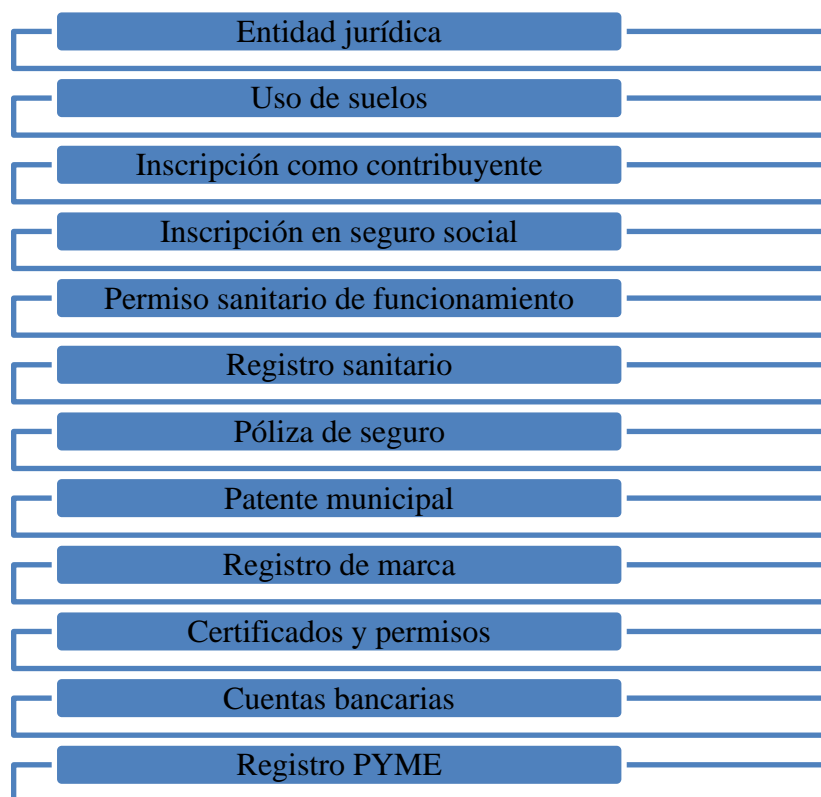 Entidad jurídica
Uso de suelos
Inscripción como contribuyente
Inscripción en seguro social
Permiso sanitario de funcionamiento
Registro sanitario
Póliza de seguro
Patente municipal
Registro de marca
Certificados y permisos
Cuentas bancarias
Registro PYME